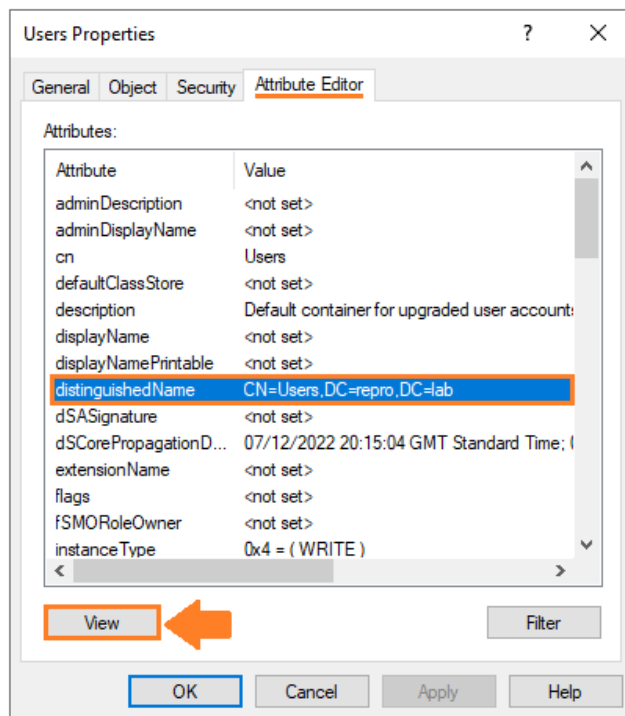 Users Properties ? ×
General Object Security Attribute Editor
Attributes:
Attribute Value
adminDescription <not set>
adminDisplayName <not set>
cn Users
defaultClassStore <not set>
description Default container for upgraded user account
displayName <not set>
displayNamePrintable <not set>
distinguishedName CN=Users,DC=repro,DC=lab
dSASignature <not set>
dSCorePropagationD... 07/12/2022 20:15:04 GMT Standard Time;
extensionName <not set>
flags <not set>
fSMORoleOwner <not set>
instanceType 0x4 = ( WRITE )
View Filter
OK Cancel Apply Help